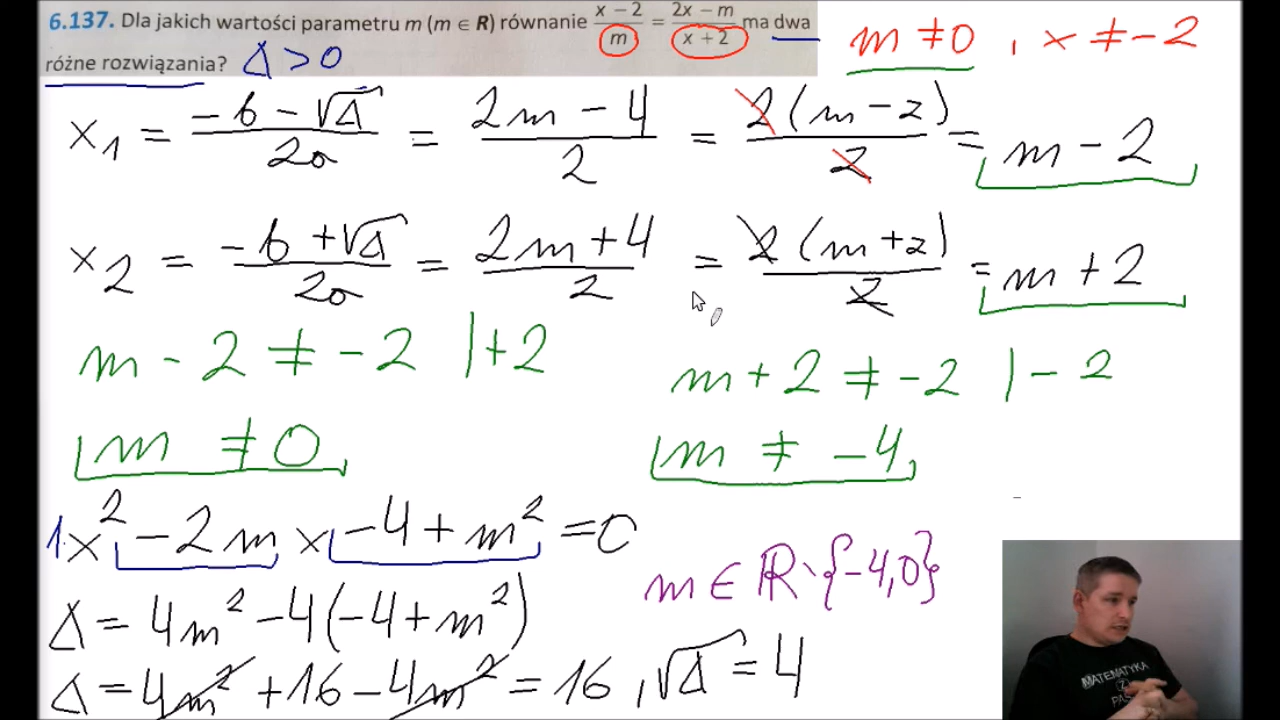 6.137. Dla jakich wartości parametru m (m ∈ R) równanie (x − 2)/m = (2x − m)/(x + 2) ma dwa
różne rozwiązania? Δ > 0
m ≠ 0 , x ≠ −2
x₁ = (−b − √Δ)/2a = (2m − 4)/2 = 2(m − 2)/2 = m − 2
x₂ = (−b + √Δ)/2a = (2m + 4)/2 = 2(m + 2)/2 = m + 2
m − 2 ≠ −2 | +2
m + 2 ≠ −2 | − 2
m ≠ 0
m ≠ −4
1·x² − 2m x − 4 + m² = 0
m ∈ R \ {−4, 0}
Δ = 4m² − 4(−4 + m²)
Δ = 4m² + 16 − 4m² = 16 , √Δ = 4
MATEMATYKA
Z